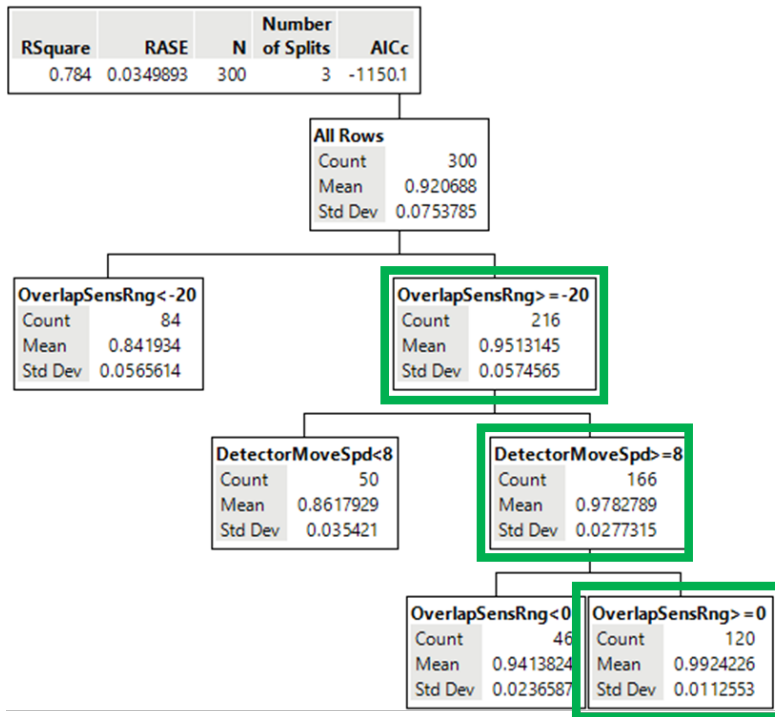 Number
RSquare RASE N of Splits AICc
0.784 0.0349893 300 3 -1150.1
All Rows
Count 300
Mean 0.920688
Std Dev 0.0753785
OverlapSensRng<-20
Count 84
Mean 0.841934
Std Dev 0.0565614
OverlapSensRng>=-20
Count 216
Mean 0.9513145
Std Dev 0.0574565
DetectorMoveSpd<8
Count 50
Mean 0.8617929
Std Dev 0.035421
DetectorMoveSpd>=8
Count 166
Mean 0.9782789
Std Dev 0.0277315
OverlapSensRng<0
Count 46
Mean 0.9413824
Std Dev 0.0236587
OverlapSensRng>=0
Count 120
Mean 0.9924226
Std Dev 0.0112553